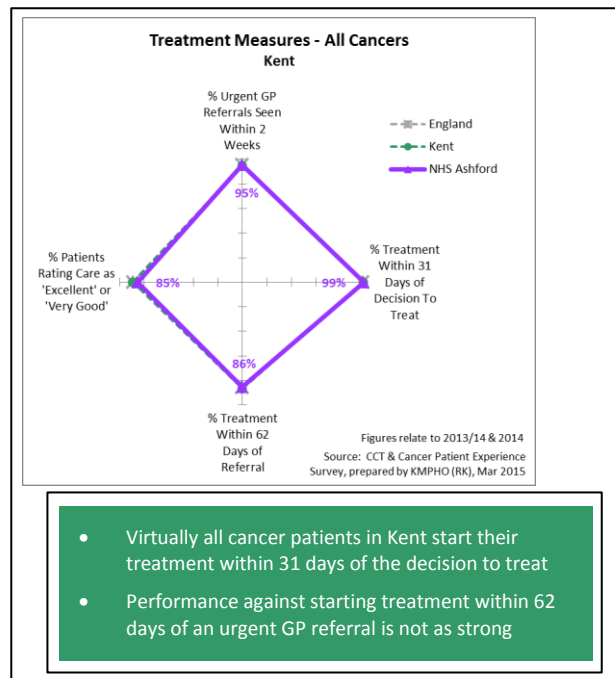 Treatment Measures - All Cancers
Kent
% Urgent GP
Referrals Seen
Within 2
Weeks
England
Kent
NHS Ashford
95%
% Patients
Rating Care as
'Excellent' or
'Very Good'
85%
99%
% Treatment
Within 31
Days of
Decision To
Treat
86%
% Treatment
Within 62
Days of
Referral
Figures relate to 2013/14 & 2014
Source: CCT & Cancer Patient Experience
Survey, prepared by KMPHO (RK), Mar 2015
• Virtually all cancer patients in Kent start their
treatment within 31 days of the decision to treat
• Performance against starting treatment within 62
days of an urgent GP referral is not as strong